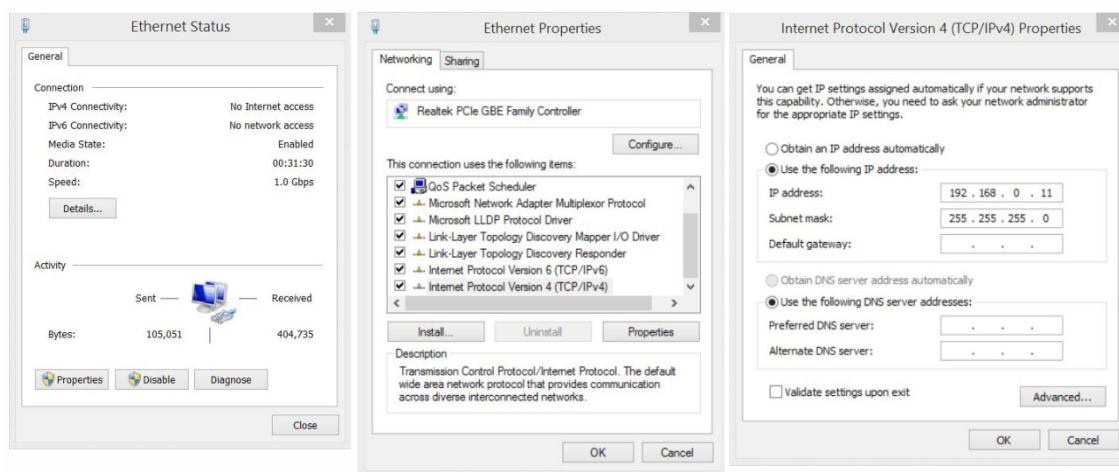 Ethernet Status
General
Connection
IPv4 Connectivity: No Internet access
IPv6 Connectivity: No network access
Media State: Enabled
Duration: 00:31:30
Speed: 1.0 Gbps
Details...
Activity
Sent Received
Bytes: 105,051 404,735
Properties Disable Diagnose
Close
Ethernet Properties
Networking Sharing
Connect using:
Realtek PCIe GBE Family Controller
Configure...
This connection uses the following items:
QoS Packet Scheduler
Microsoft Network Adapter Multiplexor Protocol
Microsoft LLDP Protocol Driver
Link-Layer Topology Discovery Mapper I/O Driver
Link-Layer Topology Discovery Responder
Internet Protocol Version 6 (TCP/IPv6)
Internet Protocol Version 4 (TCP/IPv4)
Install... Uninstall Properties
Description
Transmission Control Protocol/Internet Protocol. The default
wide area network protocol that provides communication
across diverse interconnected networks.
OK Cancel
Internet Protocol Version 4 (TCP/IPv4) Properties
General
You can get IP settings assigned automatically if your network supports
this capability. Otherwise, you need to ask your network administrator
for the appropriate IP settings.
Obtain an IP address automatically
Use the following IP address:
IP address: 192 . 168 . 0 . 11
Subnet mask: 255 . 255 . 255 . 0
Default gateway: . . .
Obtain DNS server address automatically
Use the following DNS server addresses:
Preferred DNS server: . . .
Alternate DNS server: . . .
Validate settings upon exit
Advanced...
OK Cancel